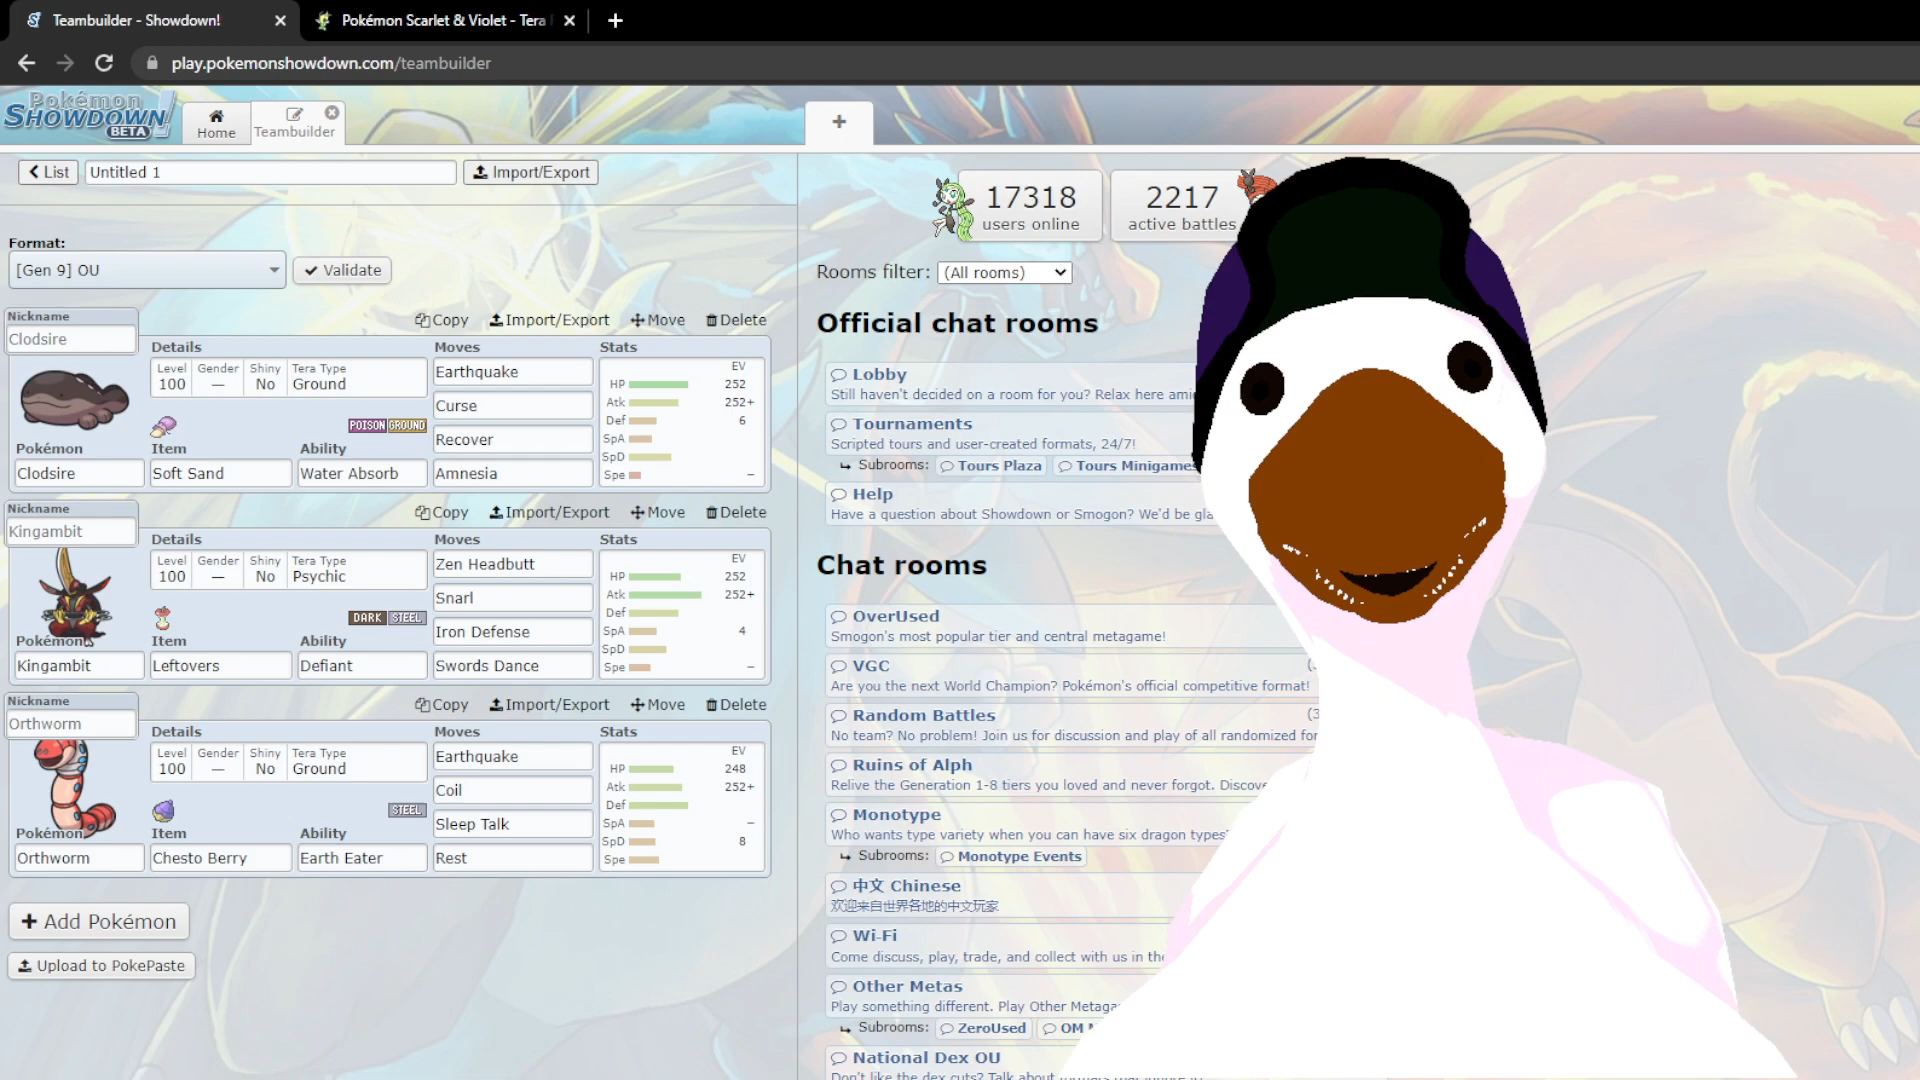 Teambuilder - Showdown!
Pokémon Scarlet & Violet - Tera
play.pokemonshowdown.com/teambuilder
Pokémon
SHOWDOWN!
BETA
Home
Teambuilder
+
List
Untitled 1
Import/Export
17318
users online
2217
active battles
Format:
[Gen 9] OU
Validate
Rooms filter: (All rooms)
Nickname
Clodsire
Copy Import/Export Move Delete
Details
Moves
Stats
Level Gender Shiny Tera Type
100 — No Ground
Earthquake
Curse
Recover
Amnesia
EV
HP 252
Atk 252+
Def 6
SpA
SpD
Spe –
POISON GROUND
Pokémon Item Ability
Clodsire Soft Sand Water Absorb
Nickname
Kingambit
Copy Import/Export Move Delete
Details
Moves
Stats
Level Gender Shiny Tera Type
100 — No Psychic
Zen Headbutt
Snarl
Iron Defense
Swords Dance
EV
HP 252
Atk 252+
Def
SpA 4
SpD
Spe –
DARK STEEL
Pokémon Item Ability
Kingambit Leftovers Defiant
Nickname
Orthworm
Copy Import/Export Move Delete
Details
Moves
Stats
Level Gender Shiny Tera Type
100 — No Ground
Earthquake
Coil
Sleep Talk
Rest
EV
HP 248
Atk 252+
Def
SpA –
SpD 8
Spe
STEEL
Pokémon Item Ability
Orthworm Chesto Berry Earth Eater
Add Pokémon
Upload to PokePaste
Official chat rooms
Lobby
Still haven't decided on a room for you? Relax here
Tournaments
Scripted tours and user-created formats, 24/7!
Subrooms: Tours Plaza Tours Minigames
Help
Have a question about Showdown or Smogon? We'd be
Chat rooms
OverUsed
Smogon's most popular tier and central metagame!
VGC
Are you the next World Champion? Pokémon's official competitive format!
Random Battles (3
No team? No problem! Join us for discussion and play of all randomized
Ruins of Alph
Relive the Generation 1-8 tiers you loved and never forgot.
Monotype
Who wants type variety when you can have six dragon types
Subrooms: Monotype Events
中文 Chinese
欢迎来自世界各地的中文玩家
Wi-Fi
Come discuss, play, trade, and collect with us in the
Other Metas
Play something different. Play Other
Subrooms: ZeroUsed OM
National Dex OU
Don't like the dex cuts? Talk about formats that